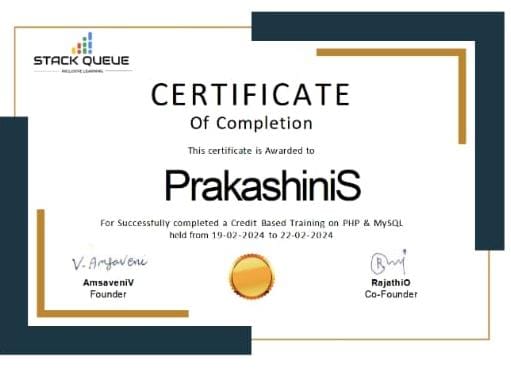 STACK QUEUE
INCLUSIVE LEARNING
CERTIFICATE
Of Completion
This certificate is Awarded to
PrakashiniS
For Successfully completed a Credit Based Training on PHP & MySQL
held from 19-02-2024 to 22-02-2024
V. Amsaveni
AmsaveniV
Founder
RajathiO
Co-Founder